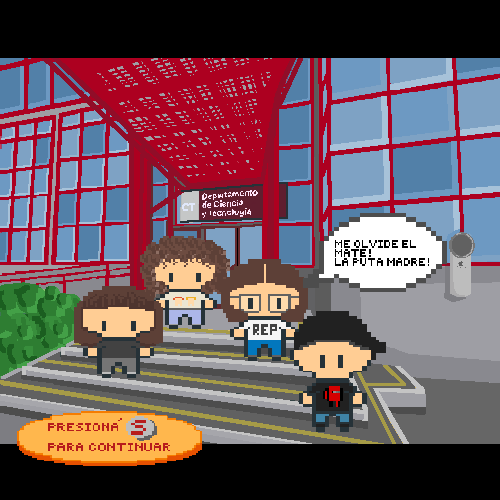 CT
Departamento
de Ciencia
y Tecnología
ME OLVIDE EL
MATE!
LA PUTA MADRE!
REP
PRESIONÁ S
PARA CONTINUAR